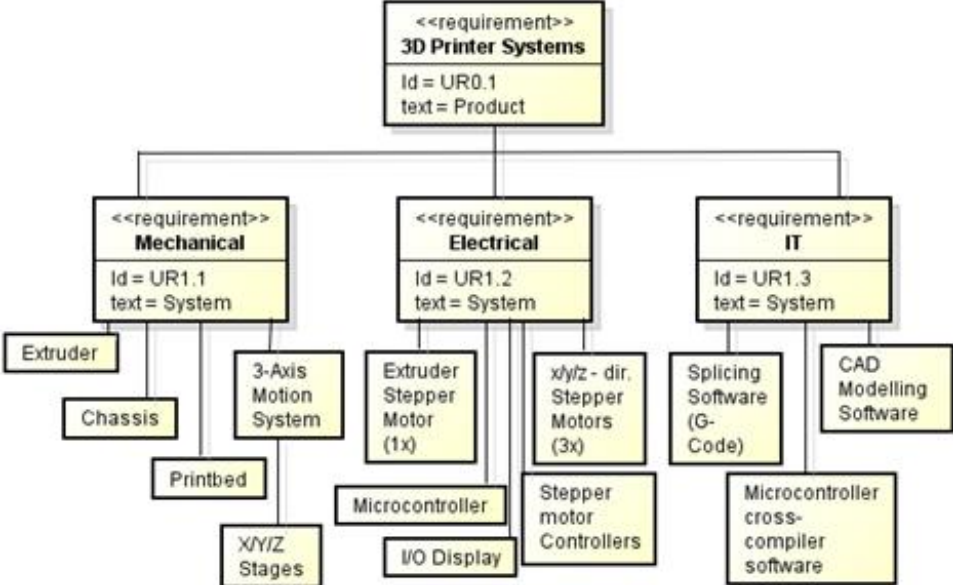 <<requirement>>
3D Printer Systems
Id = UR0.1
text = Product
<<requirement>>
Mechanical
Id = UR1.1
text = System
<<requirement>>
Electrical
Id = UR1.2
text = System
<<requirement>>
IT
Id = UR1.3
text = System
Extruder
Chassis
Printbed
3-Axis
Motion
System
X/Y/Z
Stages
Extruder
Stepper
Motor
(1x)
Microcontroller
I/O Display
x/y/z - dir.
Stepper
Motors
(3x)
Stepper
motor
Controllers
Splicing
Software
(G-
Code)
Microcontroller
cross-
compiler
software
CAD
Modelling
Software